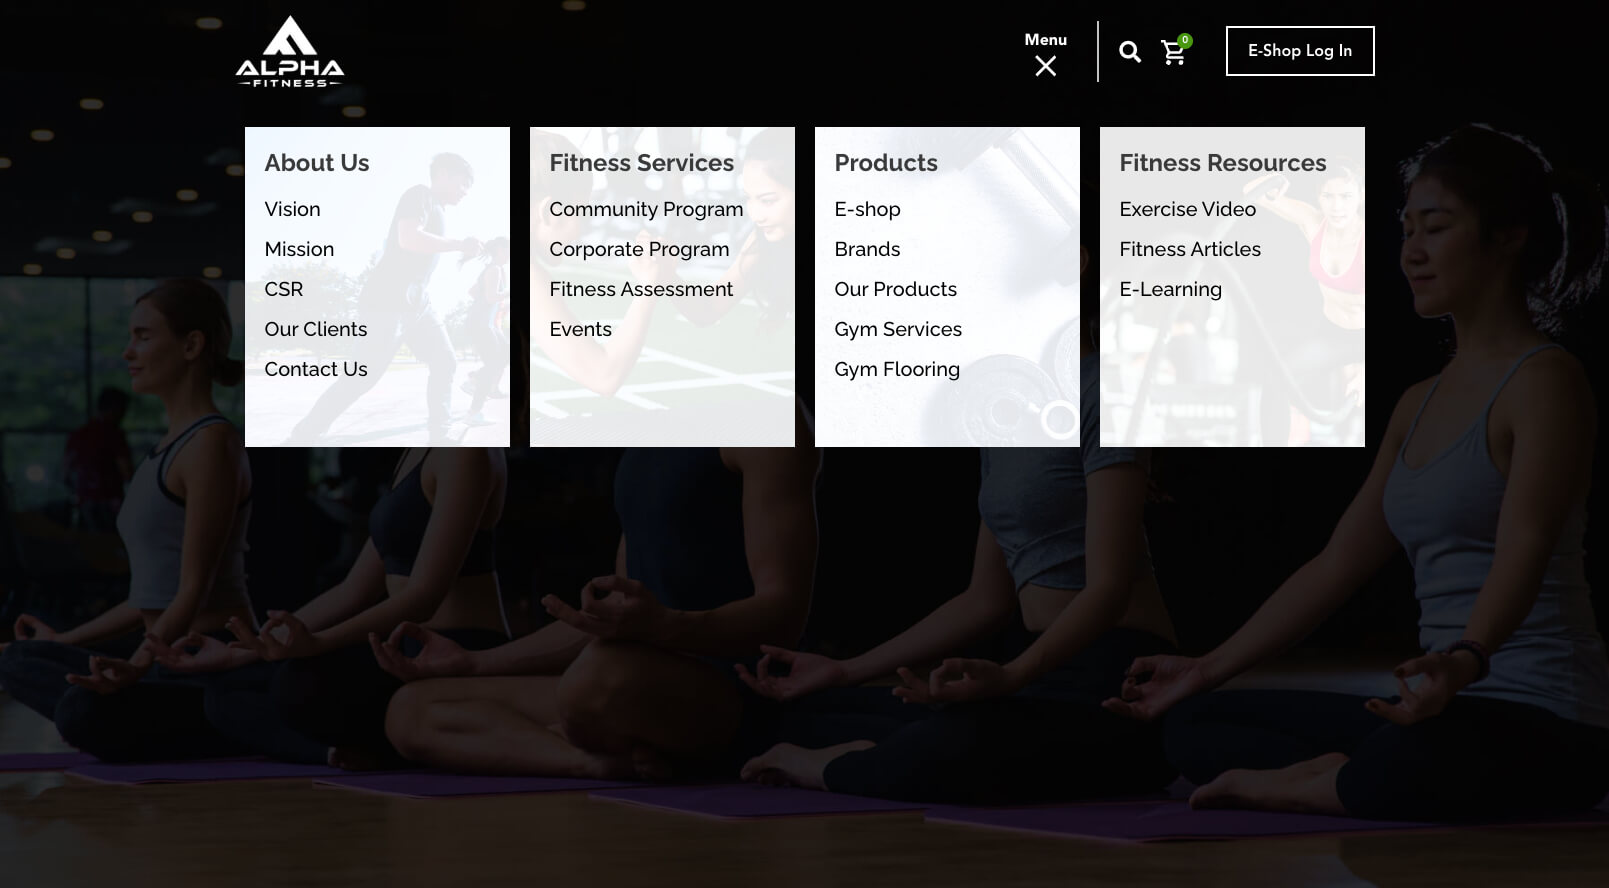 ALPHA
FITNESS
Menu
0
E-Shop Log In
About Us
Vision
Mission
CSR
Our Clients
Contact Us
Fitness Services
Community Program
Corporate Program
Fitness Assessment
Events
Products
E-shop
Brands
Our Products
Gym Services
Gym Flooring
Fitness Resources
Exercise Video
Fitness Articles
E-Learning